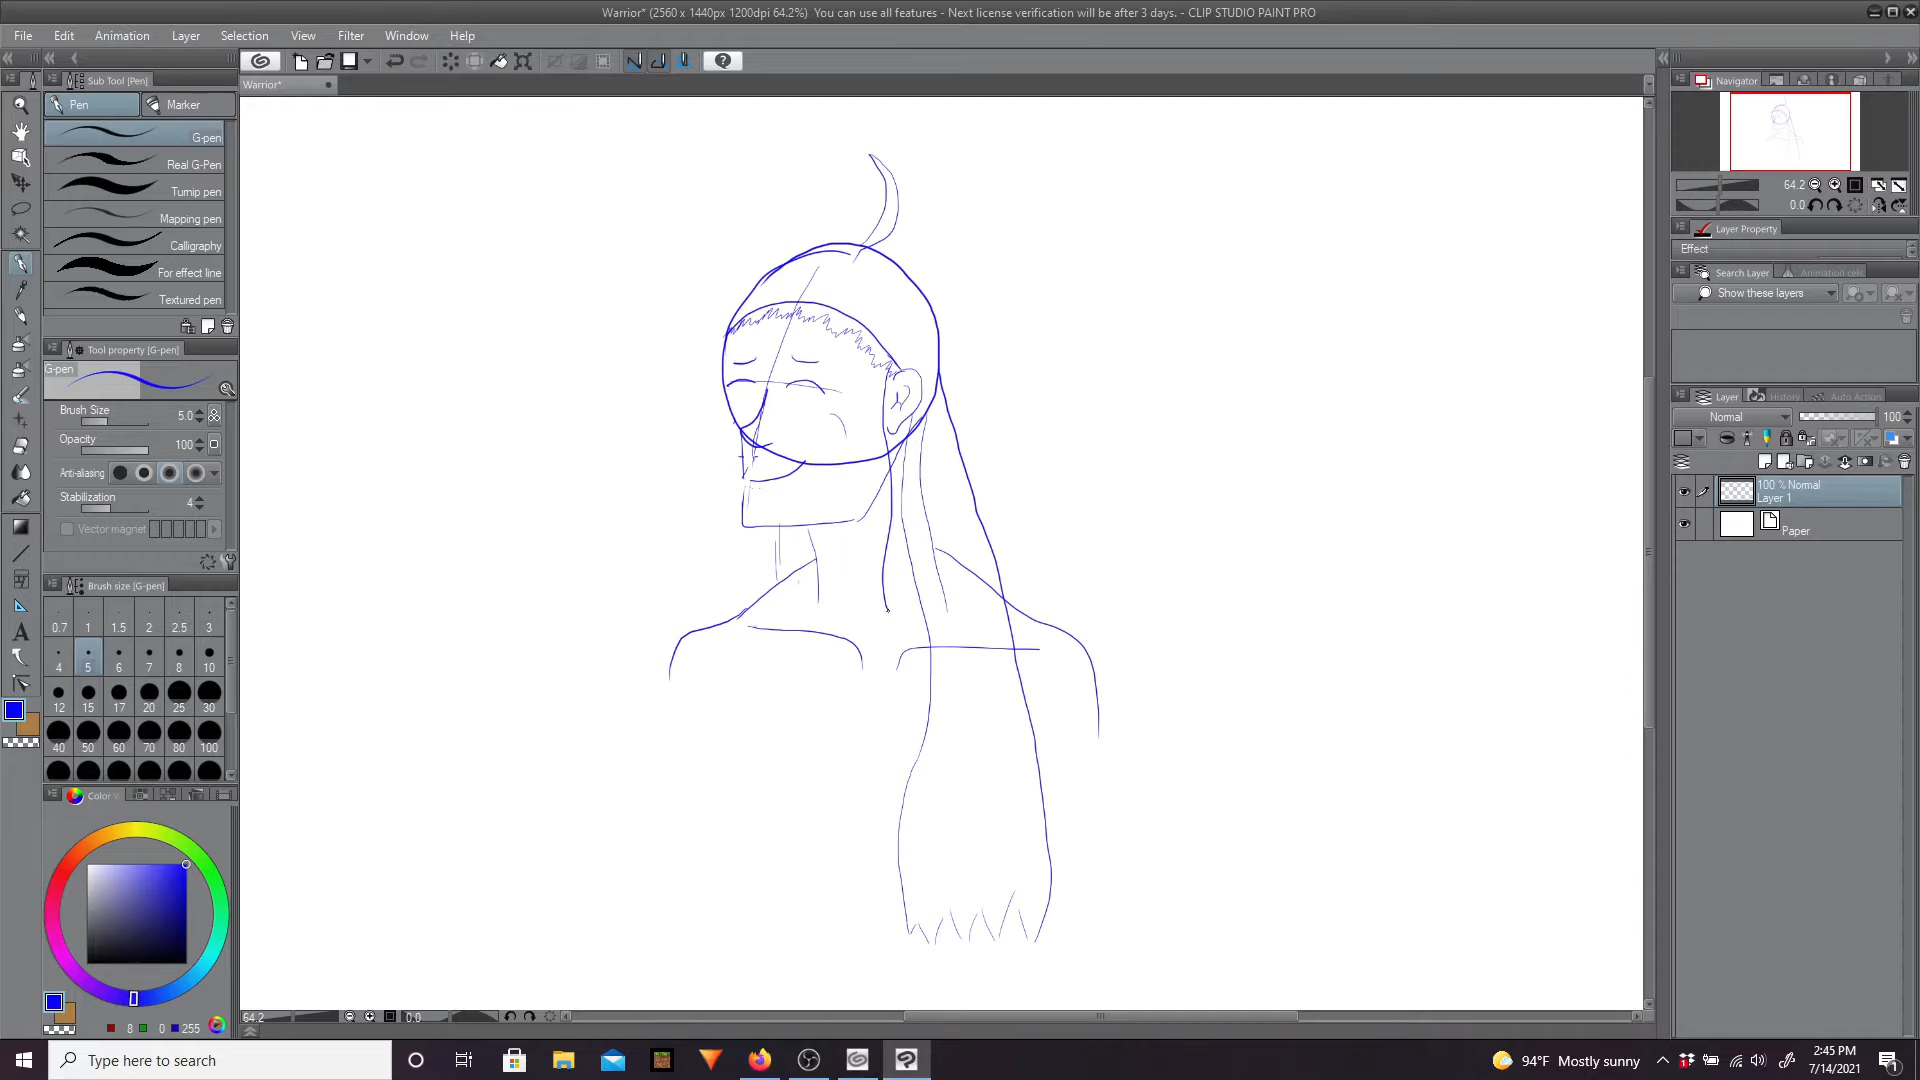 Warrior* (2560 x 1440px 1200dpi 64.2%)  You can use all features - Next license verification will be after 3 days. - CLIP STUDIO PAINT PRO
File Edit Animation Layer Selection View Filter Window Help
Sub Tool [Pen]
Warrior*
Navigator
Pen Marker
G-pen
Real G-Pen
Turnip pen
Mapping pen
Calligraphy
For effect line
Textured pen
Tool property [G-pen]
G-pen
Brush Size 5.0
Opacity 100
Anti-aliasing
Stabilization 4
Vector magnet
Brush size [G-pen]
0.7 1 1.5 2 2.5 3
4 5 6 7 8 10
12 15 17 20 25 30
40 50 60 70 80 100
Color
8 0 255
64.2
0.0
64.2
0.0
Layer Property
Effect
Search Layer Animation cels
Show these layers
Layer History Auto Action
Normal 100
100 % Normal
Layer 1
Paper
Type here to search
94°F Mostly sunny
2:45 PM
7/14/2021
1